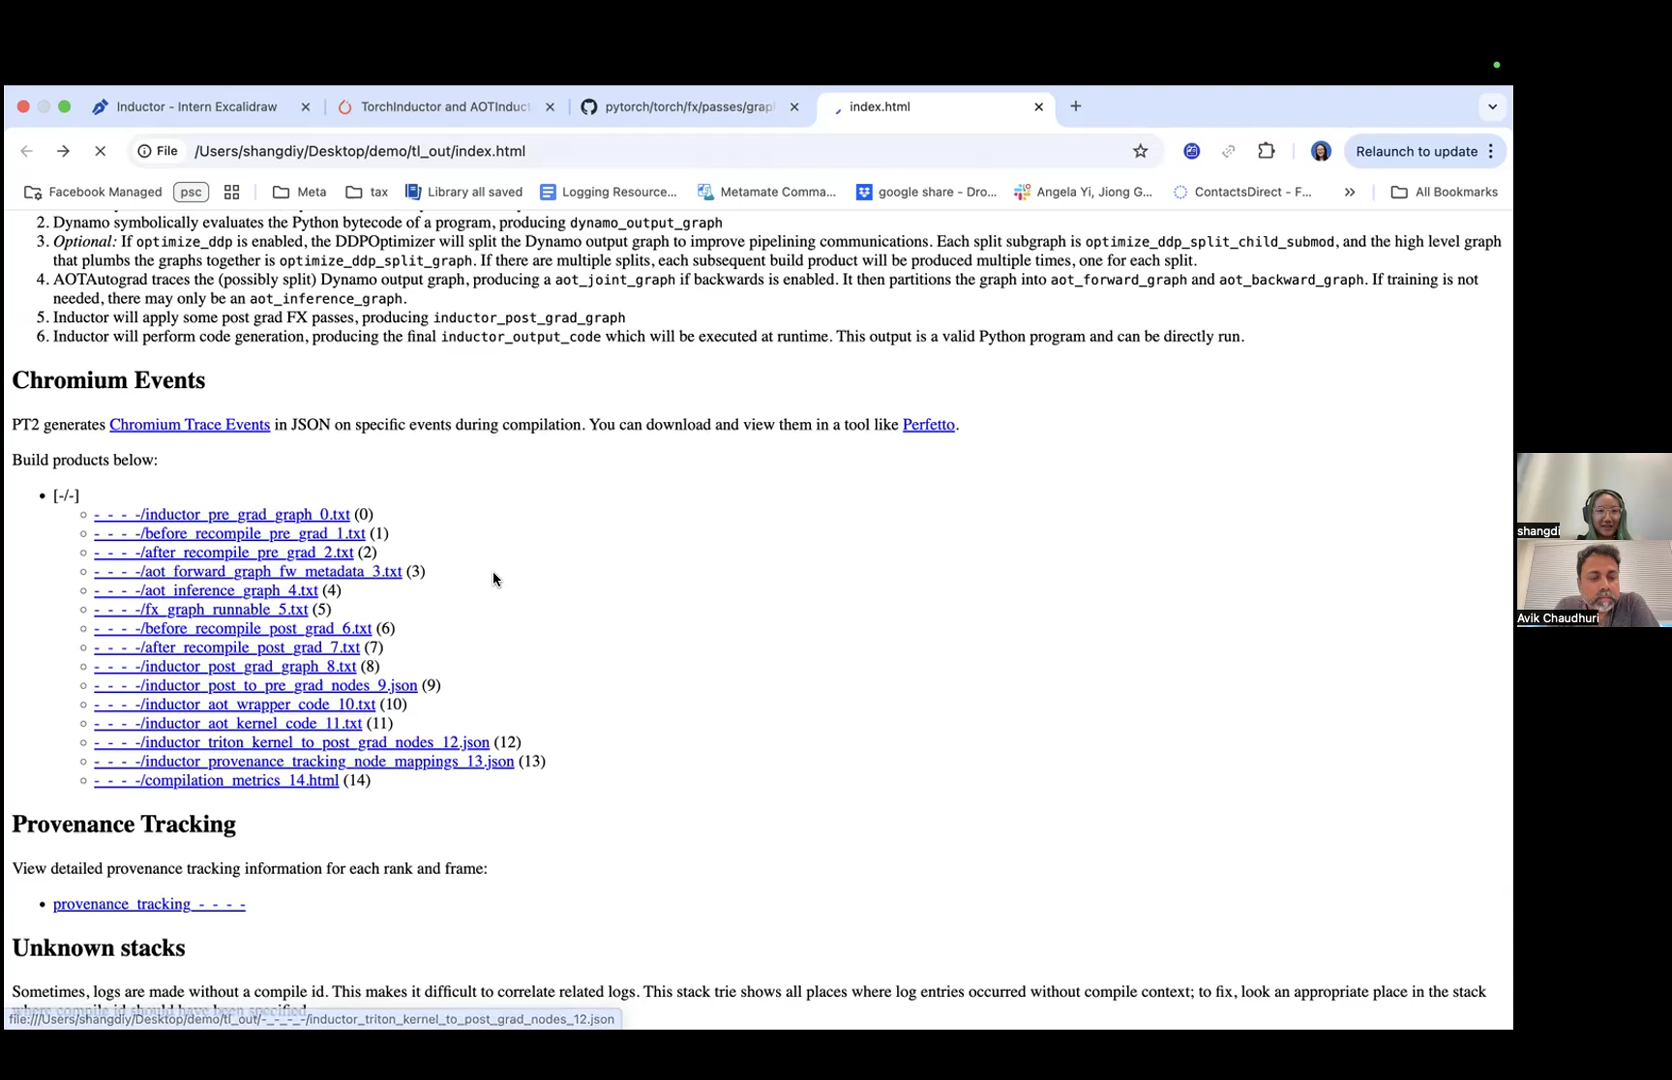 Inductor - Intern Excalidraw
TorchInductor and AOTInduct
pytorch/torch/fx/passes/grap
index.html
File
/Users/shangdiy/Desktop/demo/tl_out/index.html
Relaunch to update
Facebook Managed
psc
Meta
tax
Library all saved
Logging Resource...
Metamate Comma...
google share - Dro...
Angela Yi, Jiong G...
ContactsDirect - F...
»
All Bookmarks
2. Dynamo symbolically evaluates the Python bytecode of a program, producing dynamo_output_graph
3. Optional: If optimize_ddp is enabled, the DDPOptimizer will split the Dynamo output graph to improve pipelining communications. Each split subgraph is optimize_ddp_split_child_submod, and the high level graph
that plumbs the graphs together is optimize_ddp_split_graph. If there are multiple splits, each subsequent build product will be produced multiple times, one for each split.
4. AOTAutograd traces the (possibly split) Dynamo output graph, producing a aot_joint_graph if backwards is enabled. It then partitions the graph into aot_forward_graph and aot_backward_graph. If training is not
needed, there may only be an aot_inference_graph.
5. Inductor will apply some post grad FX passes, producing inductor_post_grad_graph
6. Inductor will perform code generation, producing the final inductor_output_code which will be executed at runtime. This output is a valid Python program and can be directly run.
Chromium Events
PT2 generates Chromium Trace Events in JSON on specific events during compilation. You can download and view them in a tool like Perfetto.
Build products below:
• [-/-]
-_-_-_-/inductor_pre_grad_graph_0.txt (0)
-_-_-_-/before_recompile_pre_grad_1.txt (1)
-_-_-_-/after_recompile_pre_grad_2.txt (2)
-_-_-_-/aot_forward_graph_fw_metadata_3.txt (3)
-_-_-_-/aot_inference_graph_4.txt (4)
-_-_-_-/fx_graph_runnable_5.txt (5)
-_-_-_-/before_recompile_post_grad_6.txt (6)
-_-_-_-/after_recompile_post_grad_7.txt (7)
-_-_-_-/inductor_post_grad_graph_8.txt (8)
-_-_-_-/inductor_post_to_pre_grad_nodes_9.json (9)
-_-_-_-/inductor_aot_wrapper_code_10.txt (10)
-_-_-_-/inductor_aot_kernel_code_11.txt (11)
-_-_-_-/inductor_triton_kernel_to_post_grad_nodes_12.json (12)
-_-_-_-/inductor_provenance_tracking_node_mappings_13.json (13)
-_-_-_-/compilation_metrics_14.html (14)
Provenance Tracking
View detailed provenance tracking information for each rank and frame:
• provenance_tracking_-_-_-_-
Unknown stacks
Sometimes, logs are made without a compile id. This makes it difficult to correlate related logs. This stack trie shows all places where log entries occurred without compile context; to fix, look an appropriate place in the stack
where compile id should have been specified.
file:///Users/shangdiy/Desktop/demo/tl_out/-_-_-_-/inductor_triton_kernel_to_post_grad_nodes_12.json
shangdi
Avik Chaudhuri